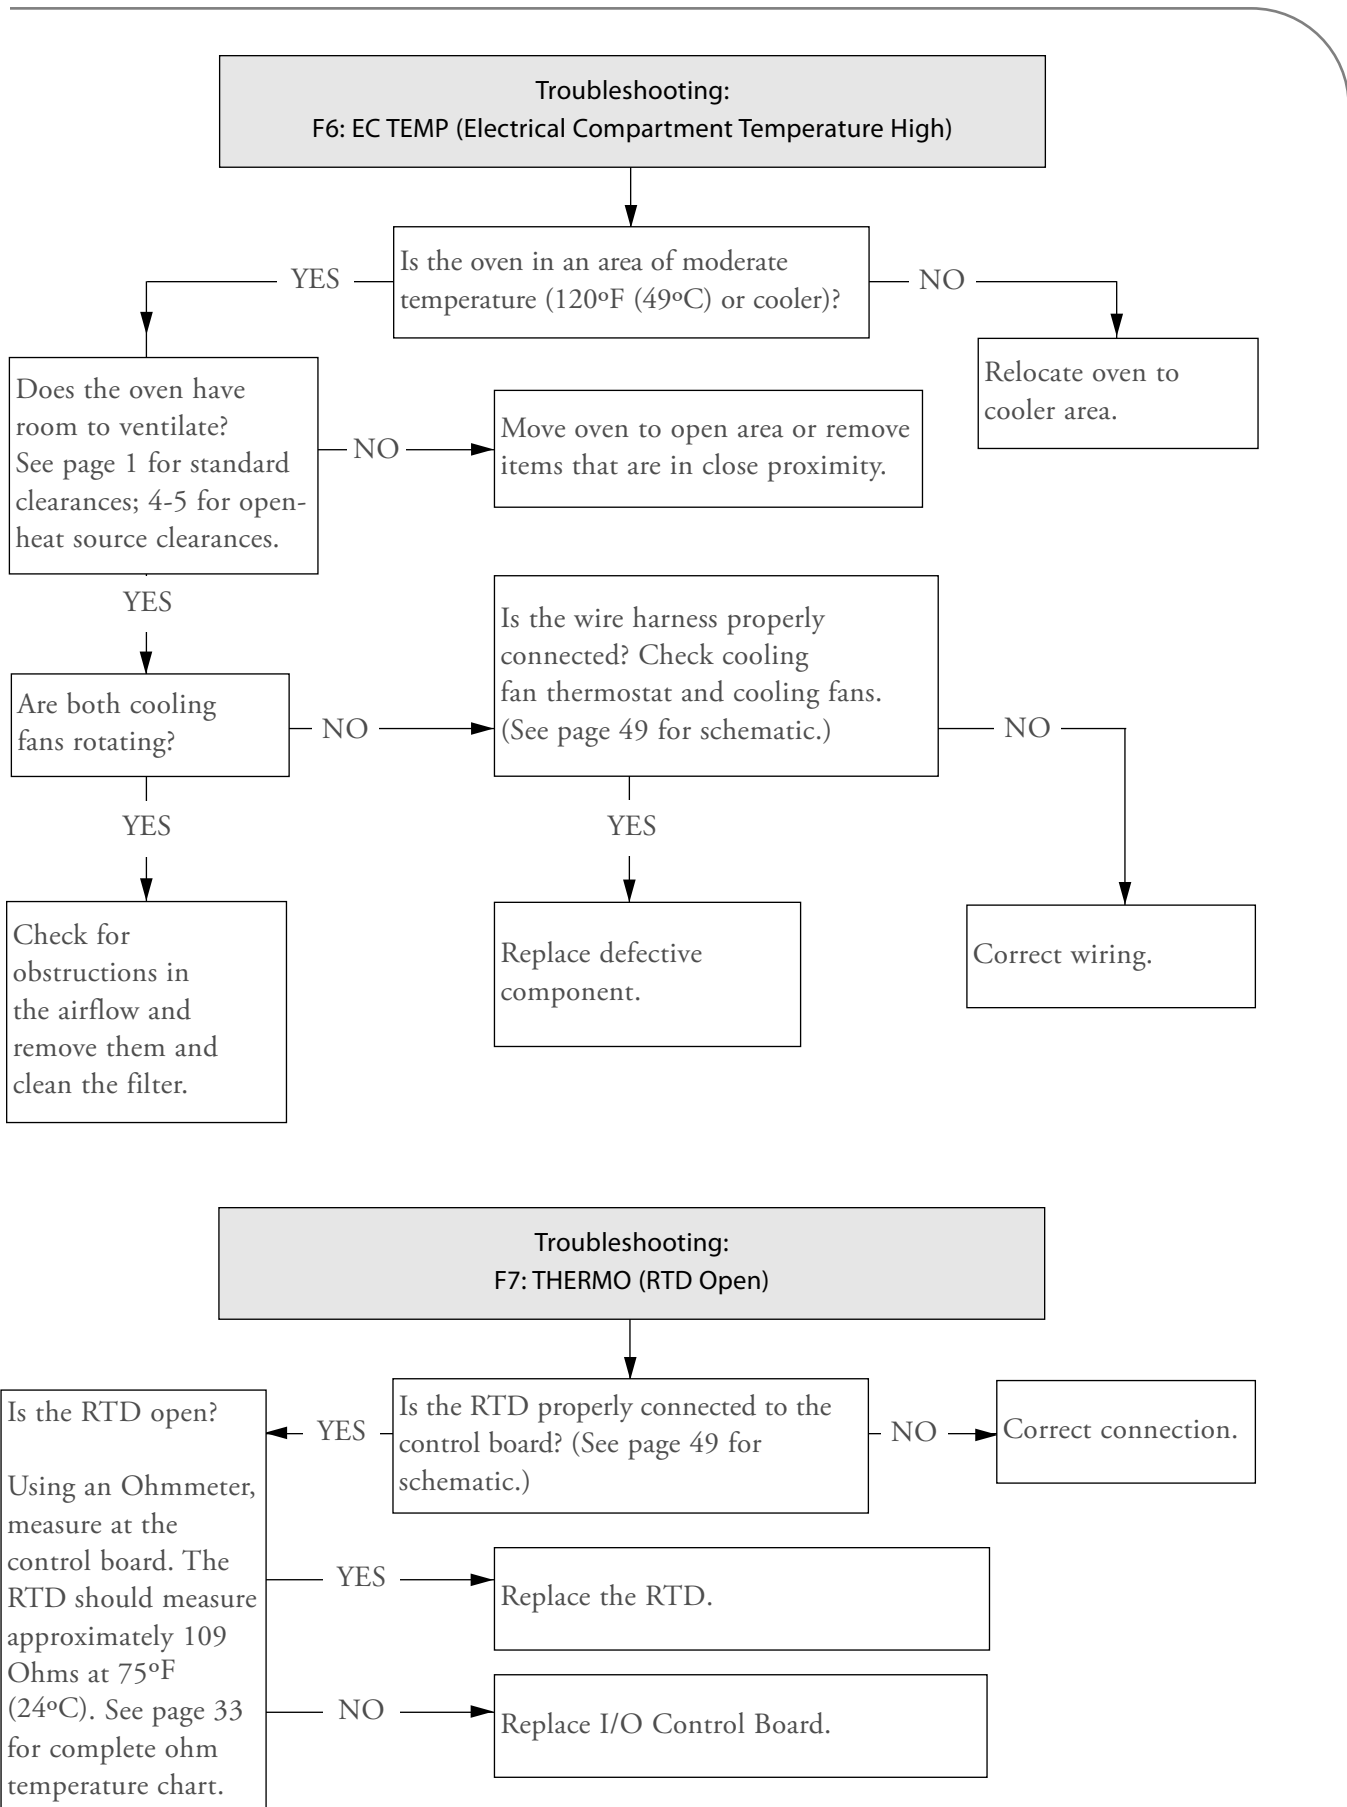 Troubleshooting:
F6: EC TEMP (Electrical Compartment Temperature High)
Is the oven in an area of moderate
temperature (120ºF (49ºC) or cooler)?
YES
NO
Relocate oven to
cooler area.
Does the oven have
room to ventilate?
See page 1 for standard
clearances; 4-5 for open-
heat source clearances.
NO
Move oven to open area or remove
items that are in close proximity.
YES
Are both cooling
fans rotating?
NO
Is the wire harness properly
connected? Check cooling
fan thermostat and cooling fans.
(See page 49 for schematic.)
NO
YES
YES
Check for
obstructions in
the airflow and
remove them and
clean the filter.
Replace defective
component.
Correct wiring.
Troubleshooting:
F7: THERMO (RTD Open)
Is the RTD properly connected to the
control board? (See page 49 for
schematic.)
YES
NO
Correct connection.
Is the RTD open?
Using an Ohmmeter,
measure at the
control board. The
RTD should measure
approximately 109
Ohms at 75ºF
(24ºC). See page 33
for complete ohm
temperature chart.
YES
Replace the RTD.
NO
Replace I/O Control Board.